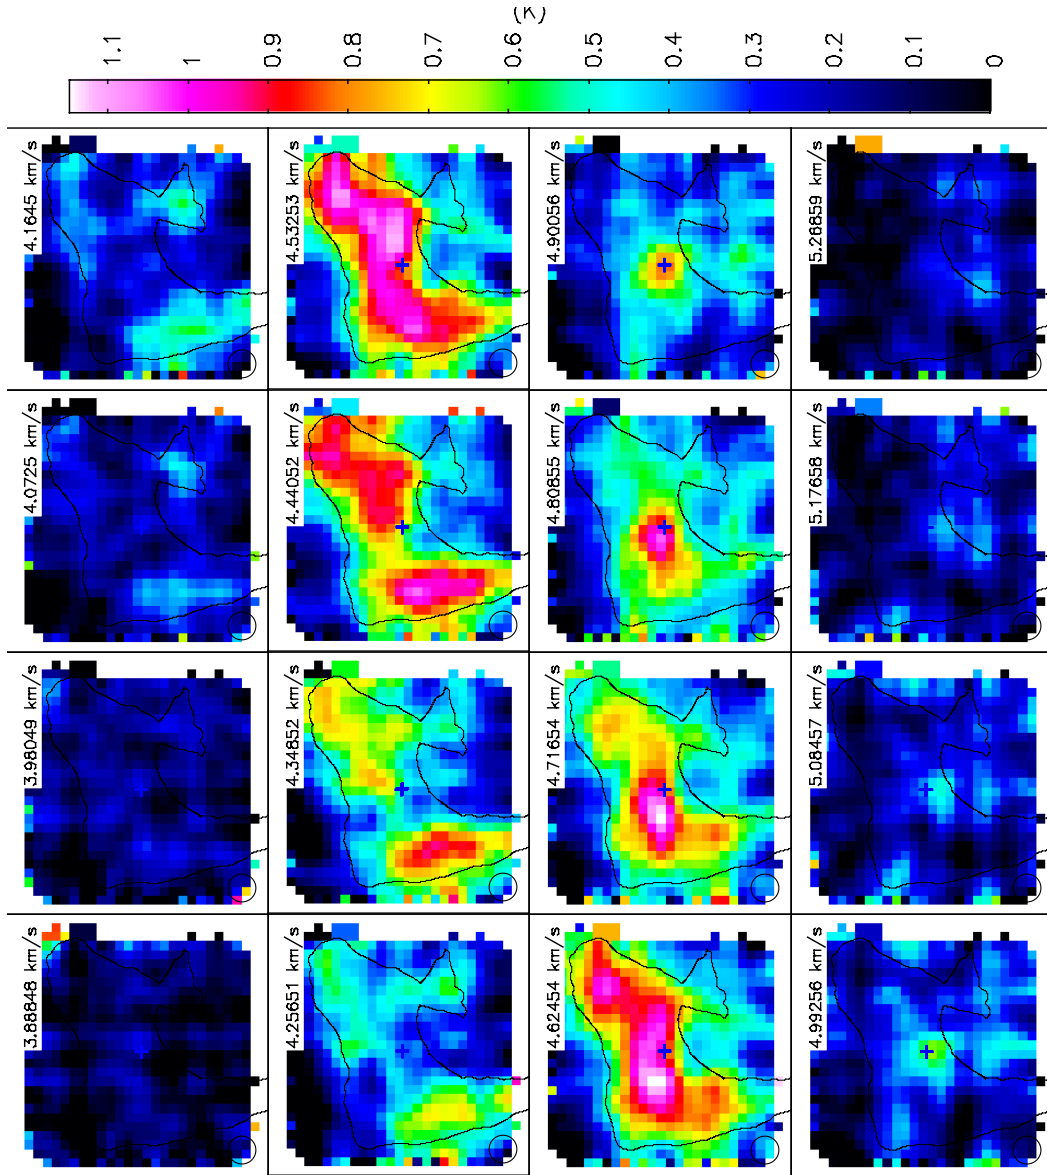 (K)
1.1
1
0.9
0.8
0.7
0.6
0.5
0.4
0.3
0.2
0.1
0
3.88848 km/s
3.98049 km/s
4.0725 km/s
4.1645 km/s
4.25651 km/s
4.34852 km/s
4.44052 km/s
4.53253 km/s
4.62454 km/s
4.71654 km/s
4.80855 km/s
4.90056 km/s
4.99256 km/s
5.08457 km/s
5.17658 km/s
5.26859 km/s